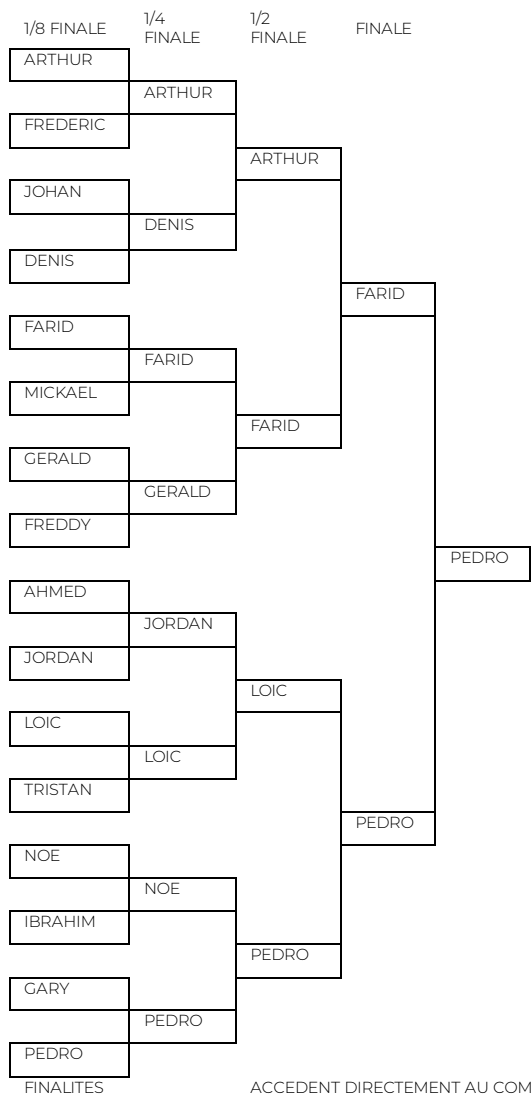 1/8 FINALE
1/4
FINALE
1/2
FINALE
FINALE
ARTHUR
ARTHUR
FREDERIC
ARTHUR
JOHAN
DENIS
DENIS
FARID
FARID
FARID
MICKAEL
FARID
GERALD
GERALD
FREDDY
PEDRO
AHMED
JORDAN
JORDAN
LOIC
LOIC
LOIC
TRISTAN
PEDRO
NOE
NOE
IBRAHIM
PEDRO
GARY
PEDRO
PEDRO
FINALITES
ACCEDENT DIRECTEMENT AU COM